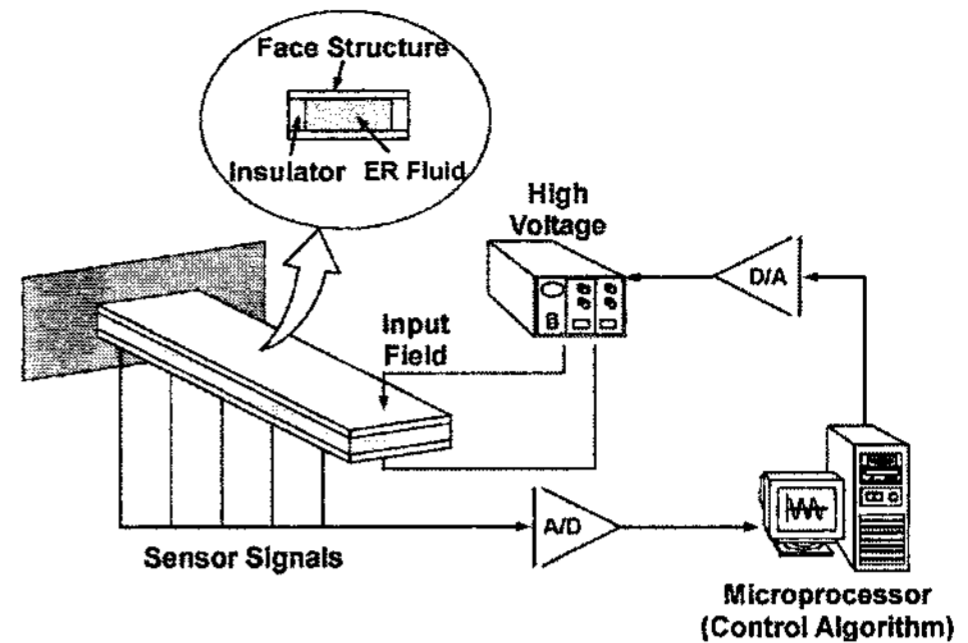 Face Structure
Insulator
ER Fluid
High
Voltage
D/A
Input
Field
A/D
Sensor Signals
Microprocessor
(Control Algorithm)